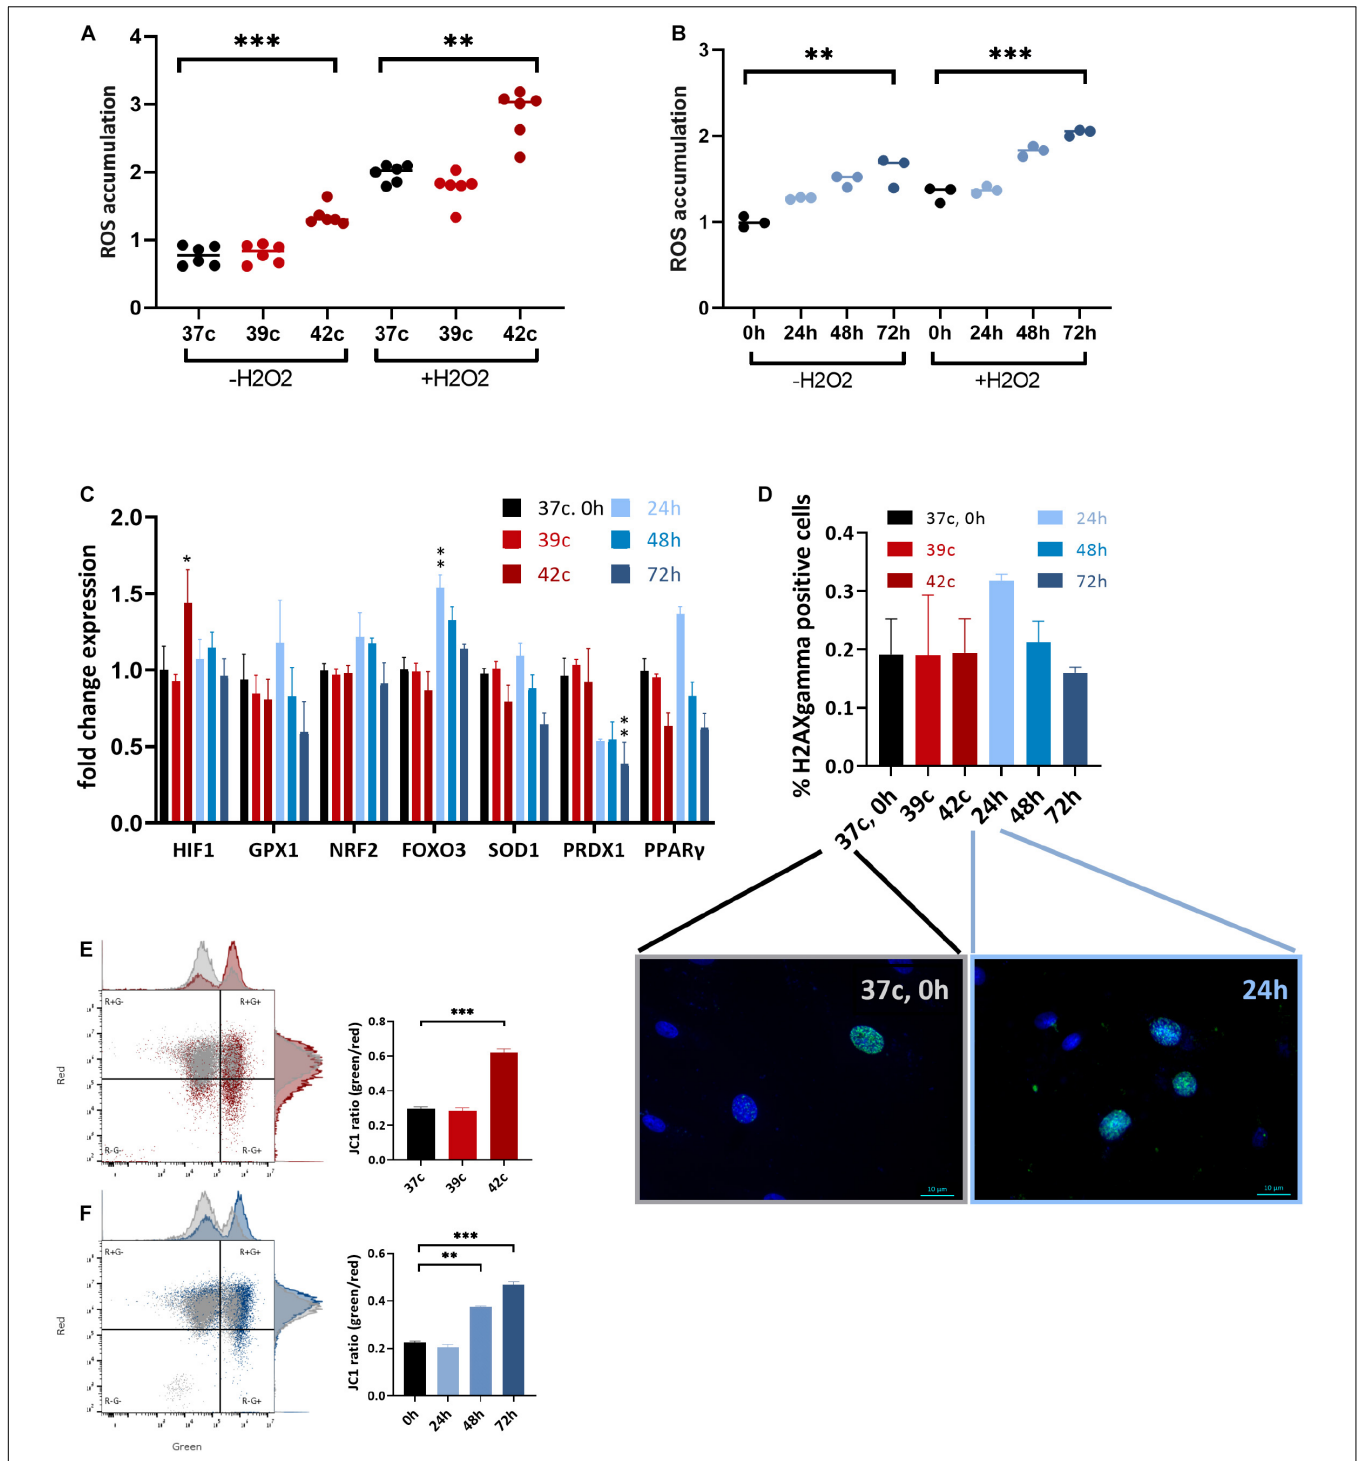 A
ROS accumulation
4
3
2
1
0
***
**
37c 39c 42c 37c 39c 42c
-H2O2 +H2O2
B
ROS accumulation
3
2
1
0
**
***
0h 24h 48h 72h 0h 24h 48h 72h
-H2O2 +H2O2
C
fold change expression
2.0
1.5
1.0
0.5
0.0
37c. 0h 24h
39c 48h
42c 72h
*
**
**
HIF1 GPX1 NRF2 FOXO3 SOD1 PRDX1 PPARγ
D
% H2AXgamma positive cells
0.4
0.3
0.2
0.1
0.0
37c, 0h 24h
39c 48h
42c 72h
37c, 0h 39c 42c 24h 48h 72h
37c, 0h
10 μm
24h
10 μm
E
Red
R+G- R+G+
R-G- R-G+
JC1 ratio (green/red)
0.8
0.6
0.4
0.2
0.0
***
37c 39c 42c
F
Red
R+G- R+G+
R-G- R-G+
Green
JC1 ratio (green/red)
0.6
0.4
0.2
0.0
***
**
0h 24h 48h 72h